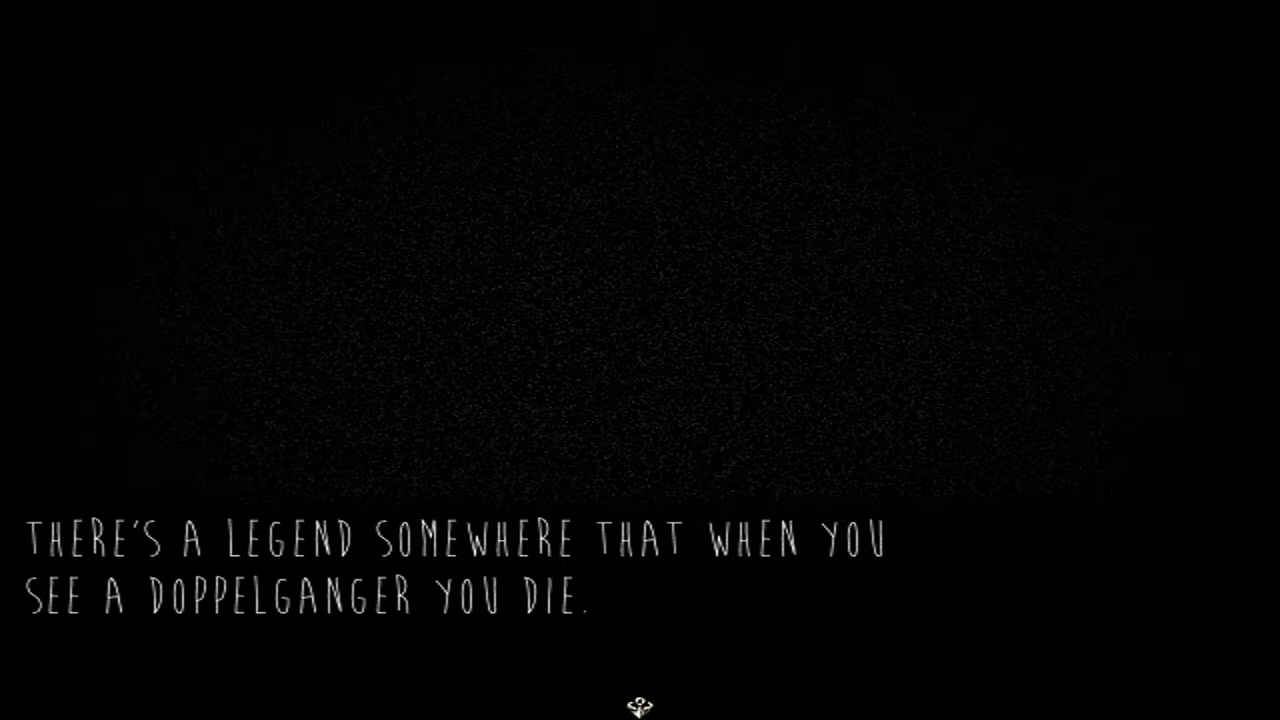 THERE'S A LEGEND SOMEWHERE THAT WHEN YOU
SEE A DOPPELGANGER YOU DIE.